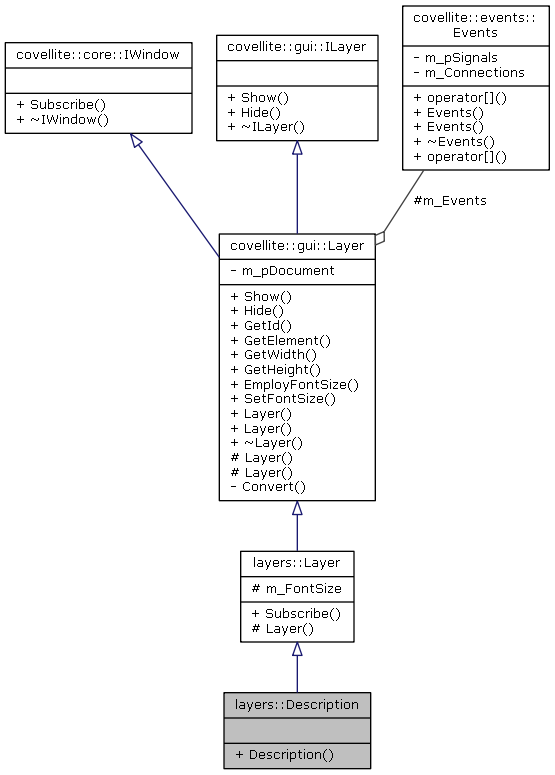 covellite::core::IWindow
+ Subscribe()
+ ~IWindow()
covellite::gui::ILayer
+ Show()
+ Hide()
+ ~ILayer()
covellite::events::
Events
- m_pSignals
- m_Connections
+ operator[]()
+ Events()
+ Events()
+ ~Events()
+ operator[]()
#m_Events
covellite::gui::Layer
- m_pDocument
+ Show()
+ Hide()
+ GetId()
+ GetElement()
+ GetWidth()
+ GetHeight()
+ EmployFontSize()
+ SetFontSize()
+ Layer()
+ Layer()
+ ~Layer()
# Layer()
# Layer()
- Convert()
layers::Layer
# m_FontSize
+ Subscribe()
# Layer()
layers::Description
+ Description()